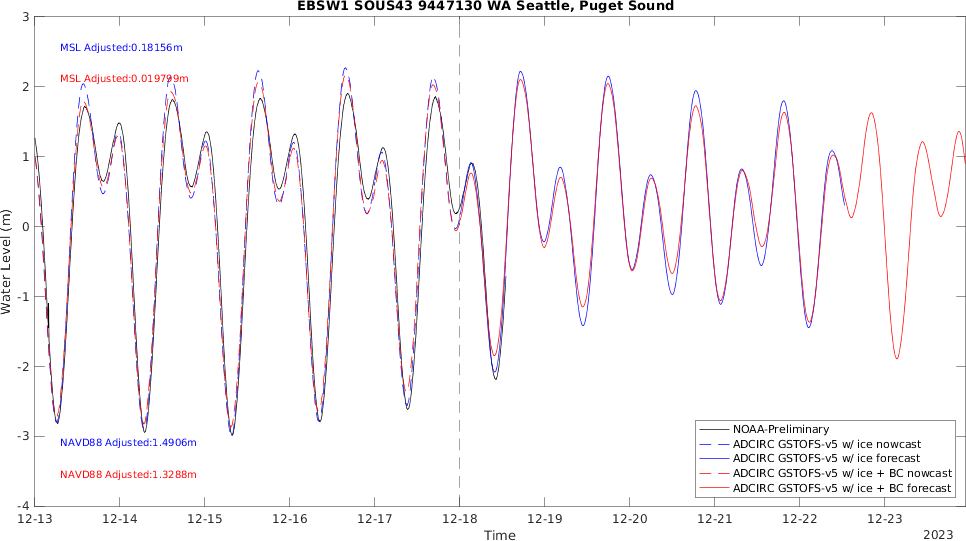 EBSW1 SOUS43 9447130 WA Seattle, Puget Sound
3
MSL Adjusted:0.18156m
MSL Adjusted:0.019799m
2
1
0
Water Level (m)
-1
-2
-3
NAVD88 Adjusted:1.4906m
NAVD88 Adjusted:1.3288m
-4
NOAA-Preliminary
ADCIRC GSTOFS-v5 w/ ice nowcast
ADCIRC GSTOFS-v5 w/ ice forecast
ADCIRC GSTOFS-v5 w/ ice + BC nowcast
ADCIRC GSTOFS-v5 w/ ice + BC forecast
12-13 12-14 12-15 12-16 12-17 12-18 12-19 12-20 12-21 12-22 12-23
Time
2023